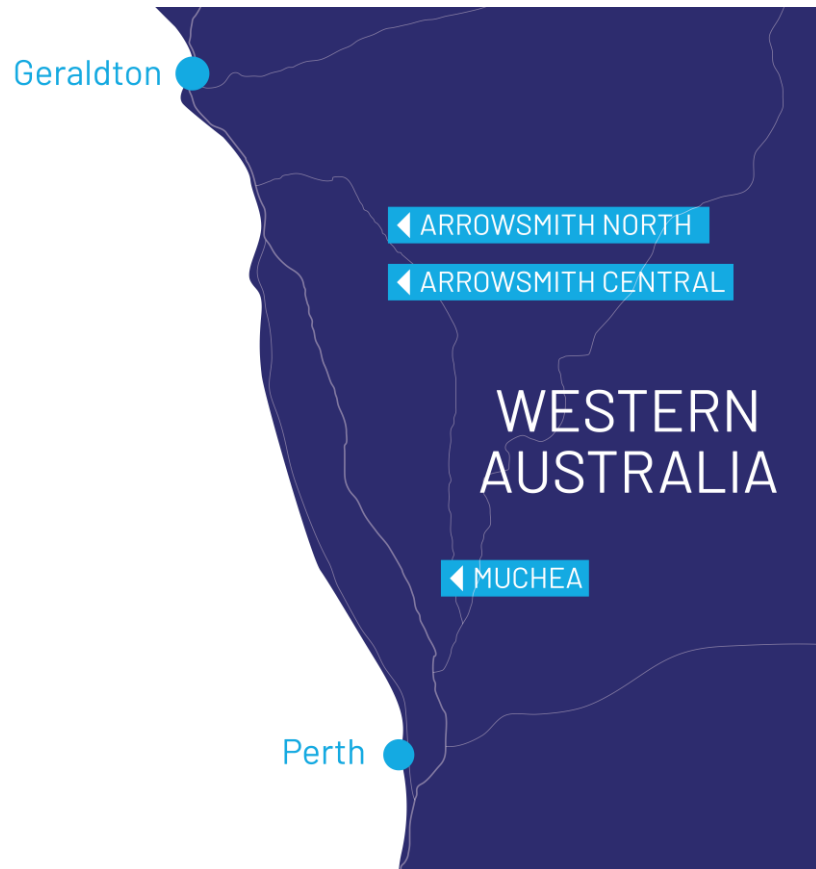 Geraldton
ARROWSMITH NORTH
ARROWSMITH CENTRAL
WESTERN
AUSTRALIA
MUCHEA
Perth